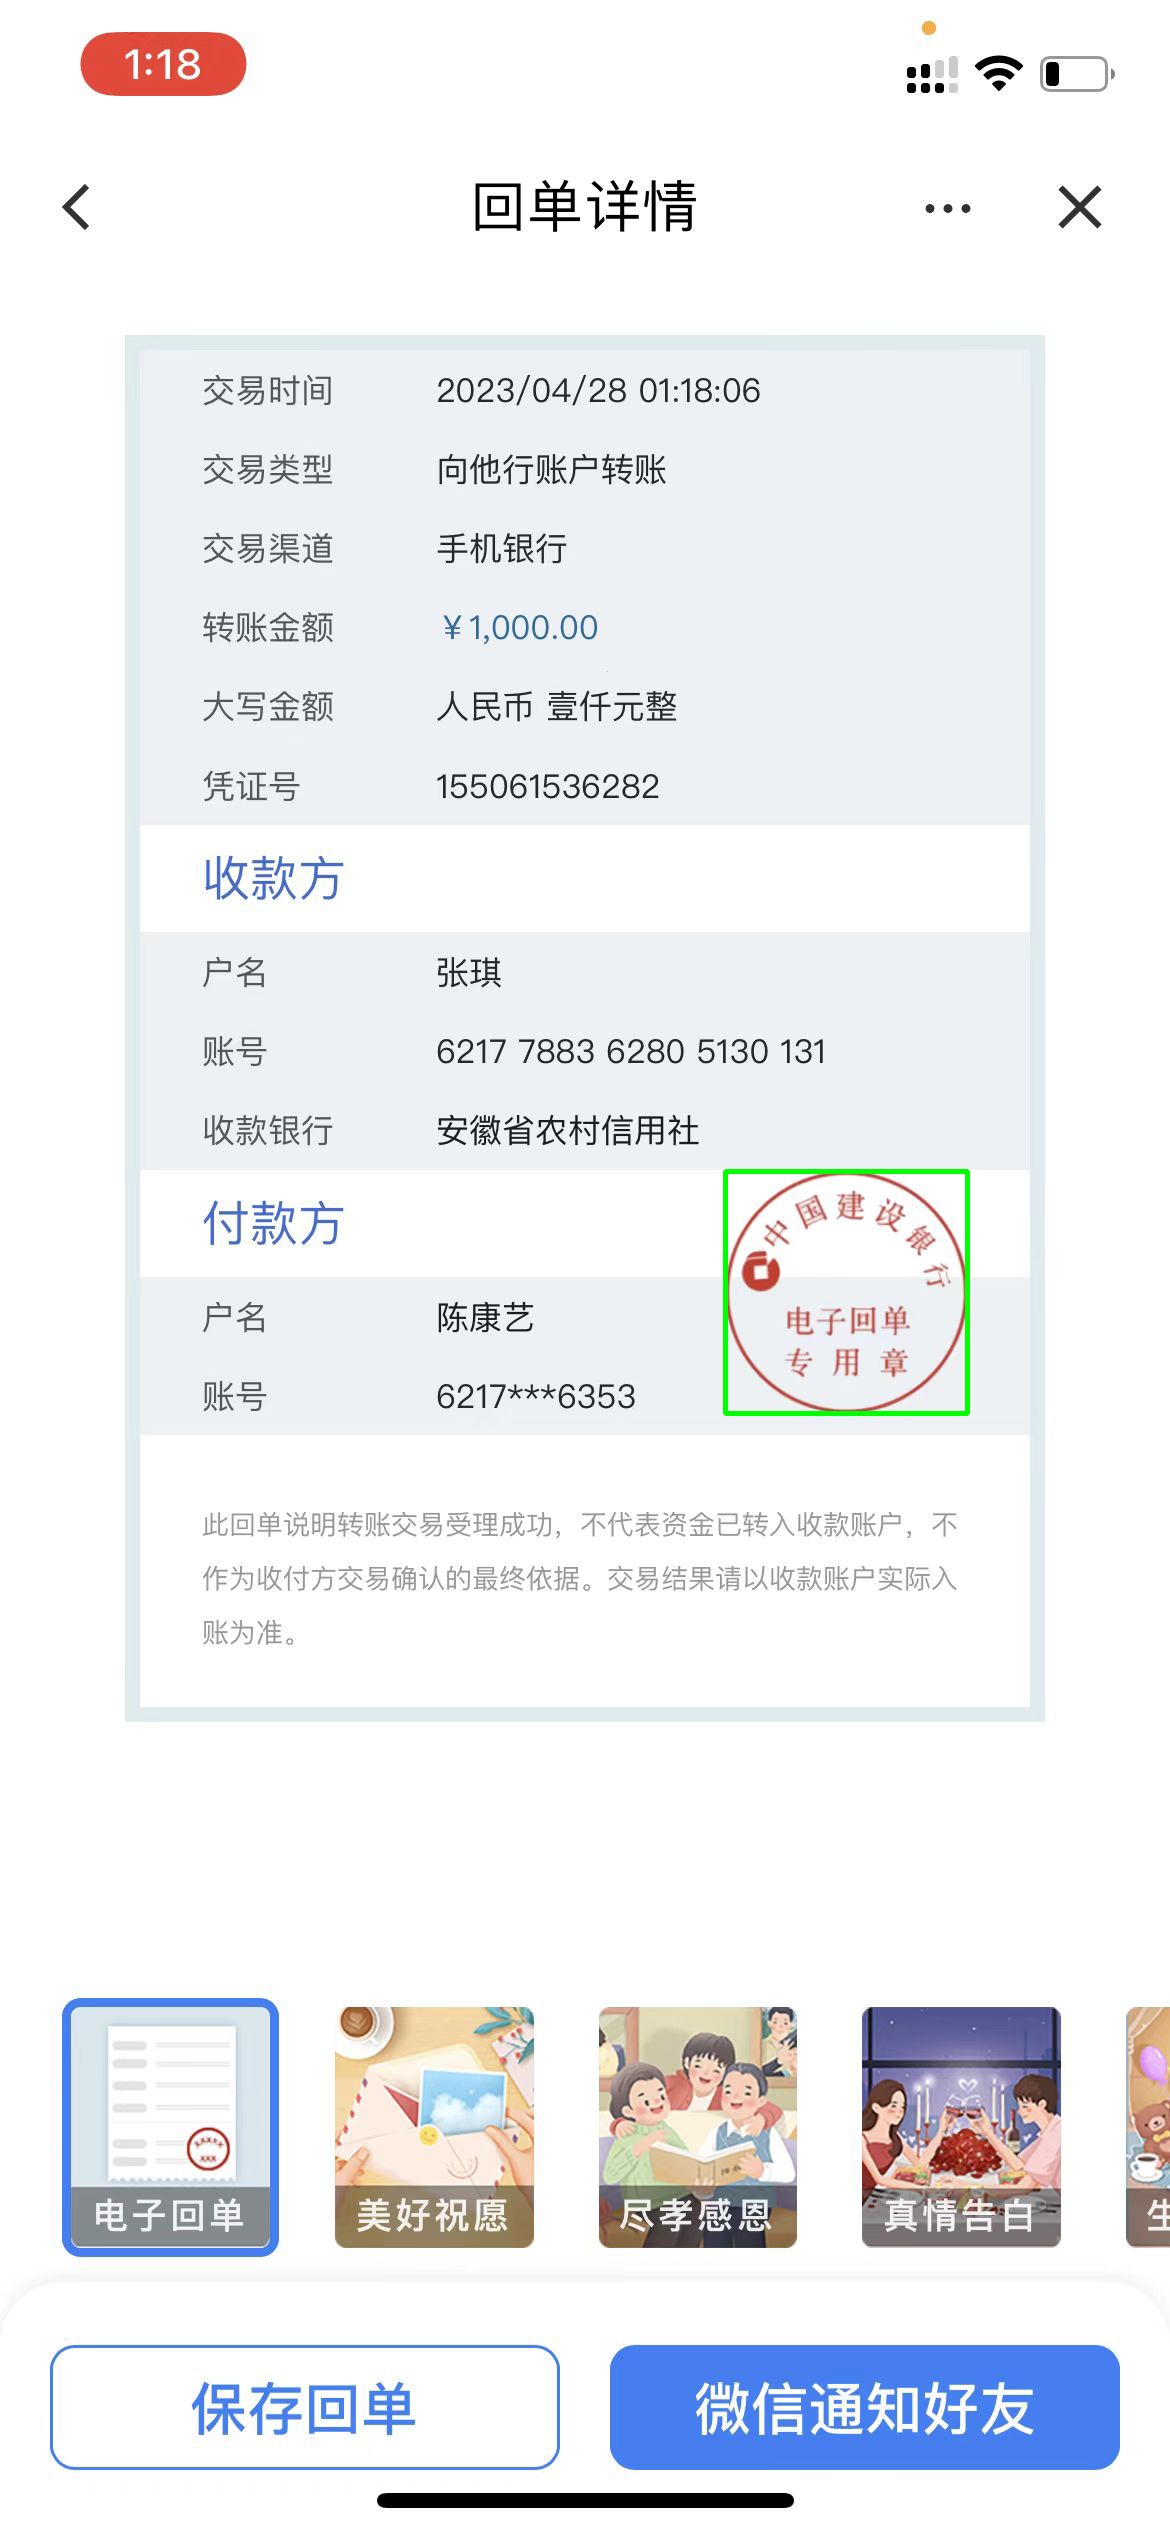 1:18
回单详情
交易时间 2023/04/28 01:18:06
交易类型 向他行账户转账
交易渠道 手机银行
转账金额 ¥1,000.00
大写金额 人民币 壹仟元整
凭证号 155061536282
收款方
户名 张琪
账号 6217 7883 6280 5130 131
收款银行 安徽省农村信用社
付款方
中国建设银行
电子回单
专用章
户名 陈康艺
账号 6217***6353
此回单说明转账交易受理成功，不代表资金已转入收款账户，不
作为收付方交易确认的最终依据。交易结果请以收款账户实际入
账为准。
电子回单 美好祝愿 尽孝感恩 真情告白 生
保存回单 微信通知好友